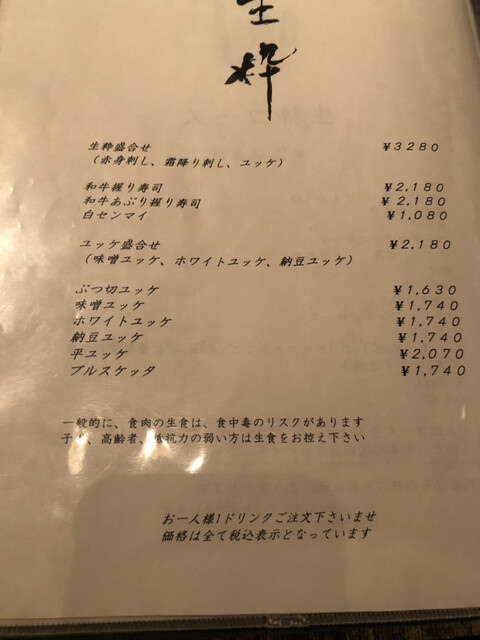 生粋
生粋盛合せ ¥3280
(赤身刺し、霜降り刺し、ユッケ)
和牛握り寿司 ¥2,180
和牛あぶり握り寿司 ¥2,180
白センマイ ¥1,080
ユッケ盛合せ ¥2,180
(味噌ユッケ、ホワイトユッケ、納豆ユッケ)
ぶつ切ユッケ ¥1,630
味噌ユッケ ¥1,740
ホワイトユッケ ¥1,740
納豆ユッケ ¥1,740
平ユッケ ¥2,070
ブルスケッタ ¥1,740
一般的に、食肉の生食は、食中毒のリスクがあります
子供、高齢者、抵抗力の弱い方は生食をお控え下さい
お一人様1ドリンクご注文下さいませ
価格は全て税込表示となっています